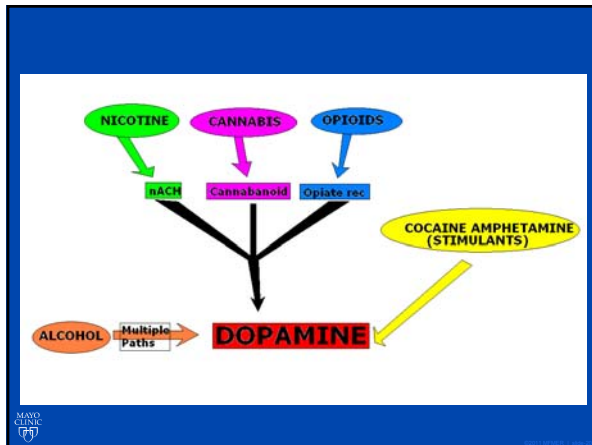 NICOTINE
CANNABIS
OPIOIDS
nACH
Cannabanoid
Opiate rec
COCAINE AMPHETAMINE
(STIMULANTS)
ALCOHOL
Multiple
Paths
DOPAMINE
MAYO
CLINIC